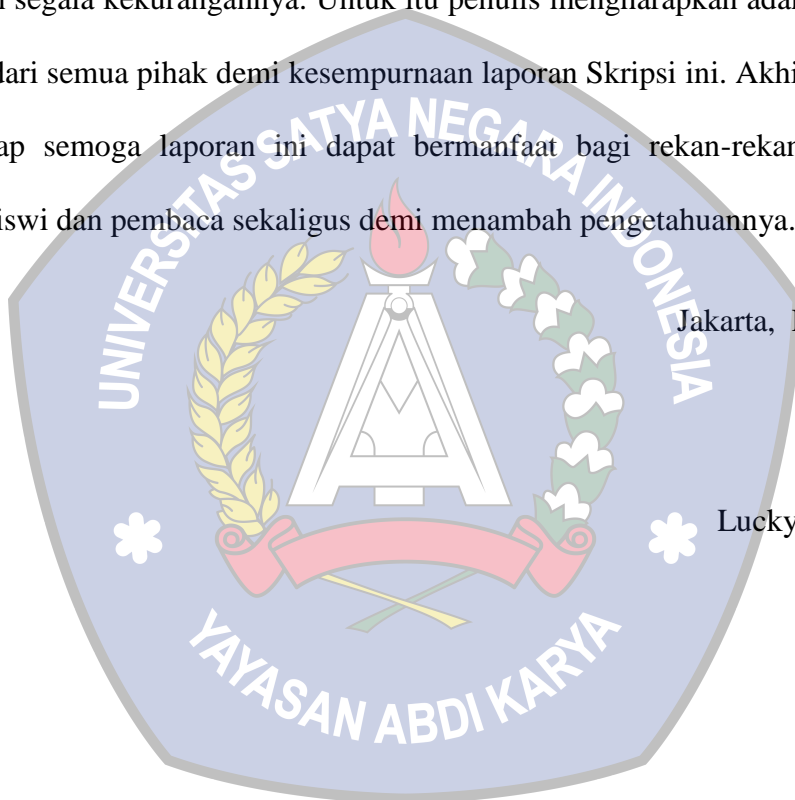 segala kekurangannya. Untuk itu penulis mengharapkan
dari semua pihak demi kesempurnaan laporan Skripsi ini. Akhi
ap semoga laporan ini dapat bermanfaat bagi rekan-rekan
iswi dan pembaca sekaligus demi menambah pengetahuannya.
Jakarta,
Lucky
UNIVERSITAS SATYA NEGARA INDONESIA
YAYASAN ABDI KARYA